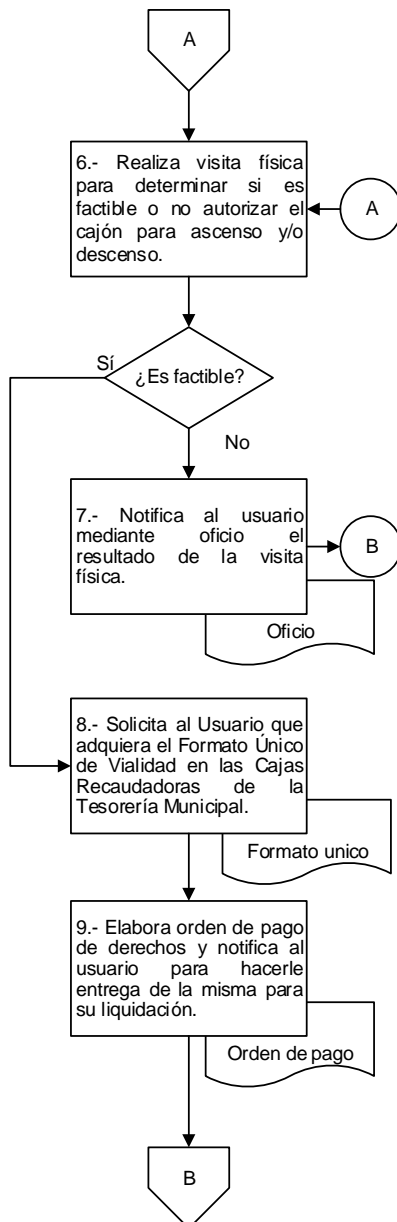 A
6.- Realiza visita física
para determinar si es
factible o no autorizar el
cajón para ascenso y/o
descenso.
A
Sí
¿Es factible?
No
7.- Notifica al usuario
mediante oficio el
resultado de la visita
física.
B
Oficio
8.- Solicita al Usuario que
adquiera el Formato Único
de Vialidad en las Cajas
Recaudadoras de la
Tesorería Municipal.
Formato unico
9.- Elabora orden de pago
de derechos y notifica al
usuario para hacerle
entrega de la misma para
su liquidación.
Orden de pago
B